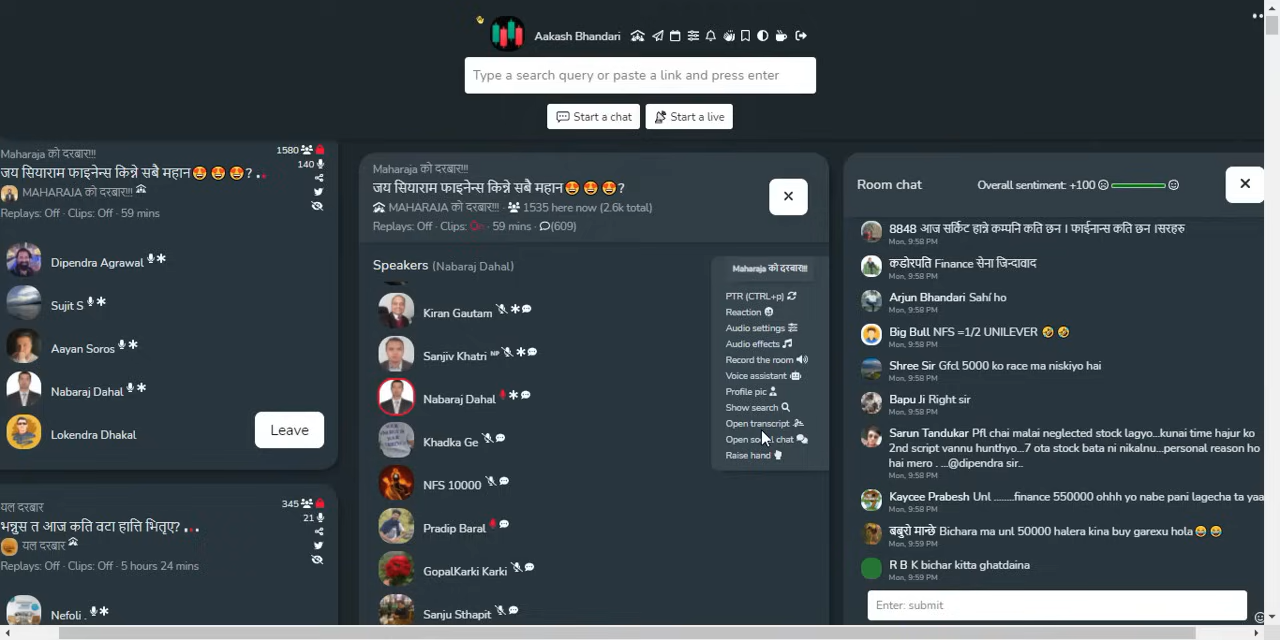 Aakash Bhandari
Type a search query or paste a link and press enter
Start a chat
Start a live
Maharaja को दरबार!!!
1580
जय सियाराम फाइनेन्स किन्ने सबै महान🤩 🤩 🤩? ..
140
MAHARAJA को दरबार!!!
Replays: Off · Clips: Off · 59 mins
Dipendra Agrawal
Sujit S
Aayan Soros
Nabaraj Dahal
Lokendra Dhakal
Leave
यल दरबार
345
भन्नुस त आज कति वटा हात्ति भितृए? ...
21
यल दरबार
Replays: Off · Clips: Off · 5 hours 24 mins
Nefoli .
Maharaja को दरबार!!!
जय सियाराम फाइनेन्स किन्ने सबै महान🤩 🤩 🤩?
MAHARAJA को दरबार!!! · 1535 here now (2.6k total)
Replays: Off · Clips: On · 59 mins · (609)
Speakers (Nabaraj Dahal)
Kiran Gautam
Sanjiv Khatri NP
Nabaraj Dahal
Khadka Ge
NFS 10000
Pradip Baral
GopalKarki Karki
Sanju Sthapit
Maharaja को दरबार!!!
PTR (CTRL+p)
Reaction
Audio settings
Audio effects
Record the room
Voice assistant
Profile pic
Show search
Open transcript
Open chat
Raise hand
Room chat
Overall sentiment: +100
8848 आज सर्किट हान्ने कम्पनि कति छन । फाईनान्स कति छन ।सरहरु
Mon, 9:58 PM
कडोरपति Finance सेना जिन्दावाद
Mon, 9:58 PM
Arjun Bhandari Sahí ho
Mon, 9:58 PM
Big Bull NFS =1/2 UNILEVER 🤣 🤣
Mon, 9:58 PM
Shree Sir Gfcl 5000 ko race ma niskiyo hai
Mon, 9:58 PM
Bapu Ji Right sir
Mon, 9:58 PM
Sarun Tandukar Pfl chai malai neglected stock lagyo...kunai time hajur ko
2nd script vannu hunthyo...7 ota stock bata ni nikalnu...personal reason ho
hai mero . ...@dipendra sir..
Mon, 9:58 PM
Kaycee Prabesh Unl ........finance 550000 ohhh yo nabe pani lagecha ta yaa
Mon, 9:58 PM
बबुरो मान्छे Bichara ma unl 50000 halera kina buy garexu hola😂 😂
Mon, 9:59 PM
R B K bichar kitta ghatdaina
Mon, 9:59 PM
Enter: submit